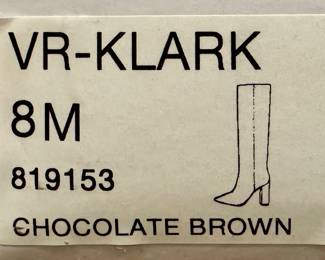 VR-KLARK
8M
819153
CHOCOLATE BROWN